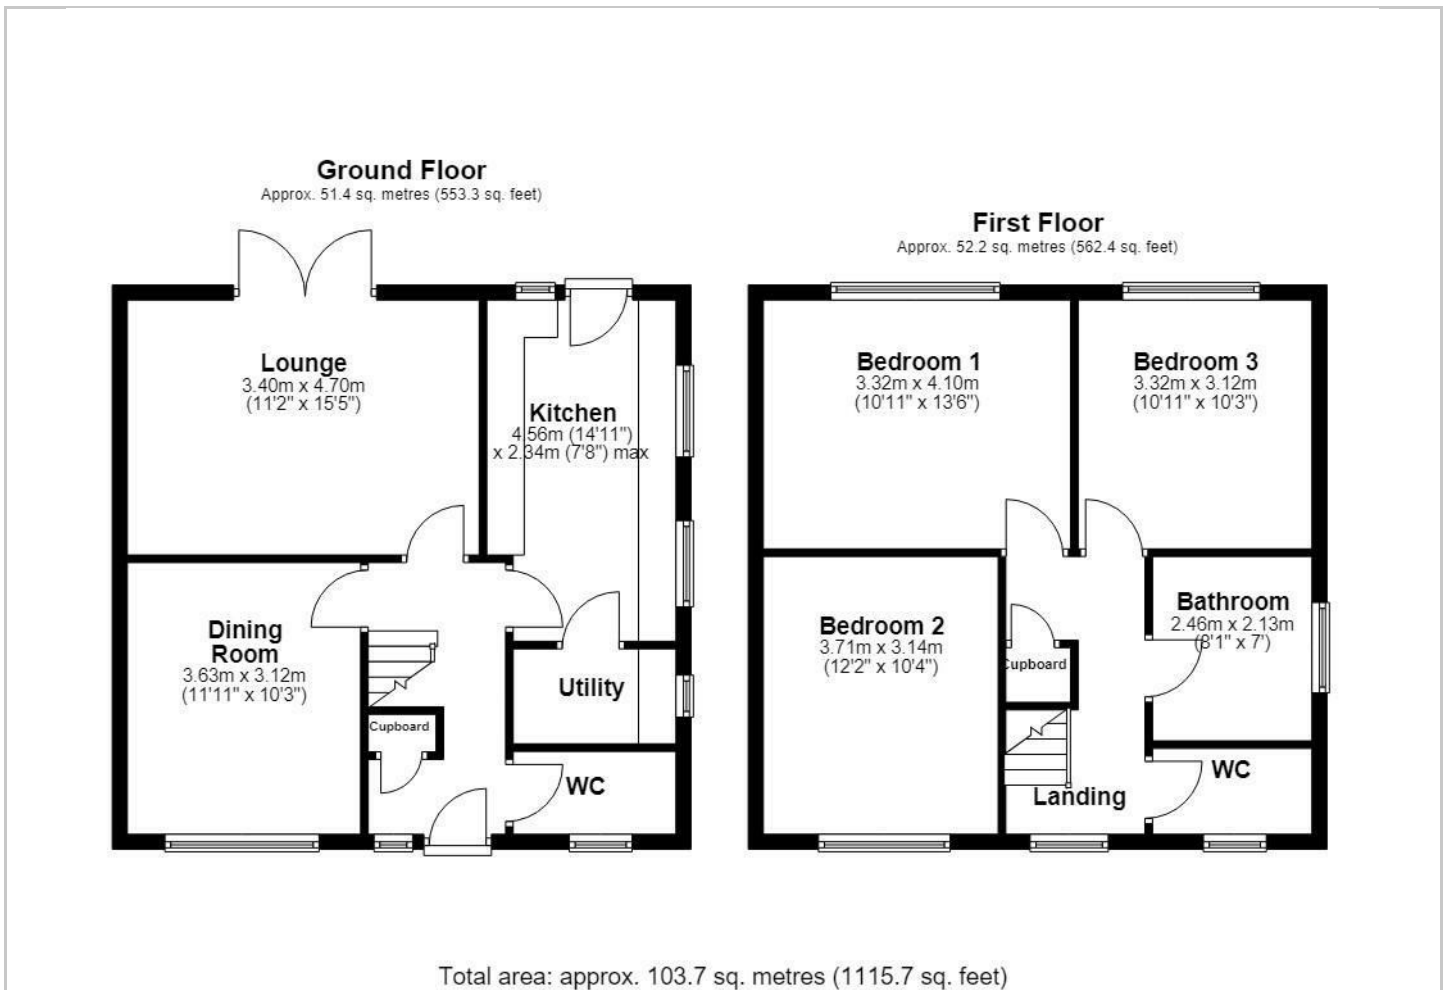 Ground Floor
Approx. 51.4 sq. metres (553.3 sq. feet)
Lounge
3.40m x 4.70m
(11'2" x 15'5")
Kitchen
4.56m (14'11")
x 2.34m (7'8") max
Dining
Room
3.63m x 3.12m
(11'11" x 10'3")
Utility
Cupboard
WC
First Floor
Approx. 52.2 sq. metres (562.4 sq. feet)
Bedroom 1
3.32m x 4.10m
(10'11" x 13'6")
Bedroom 3
3.32m x 3.12m
(10'11" x 10'3")
Bedroom 2
3.71m x 3.14m
(12'2" x 10'4")
Bathroom
2.46m x 2.13m
(8'1" x 7')
Cupboard
Landing
WC
Total area: approx. 103.7 sq. metres (1115.7 sq. feet)